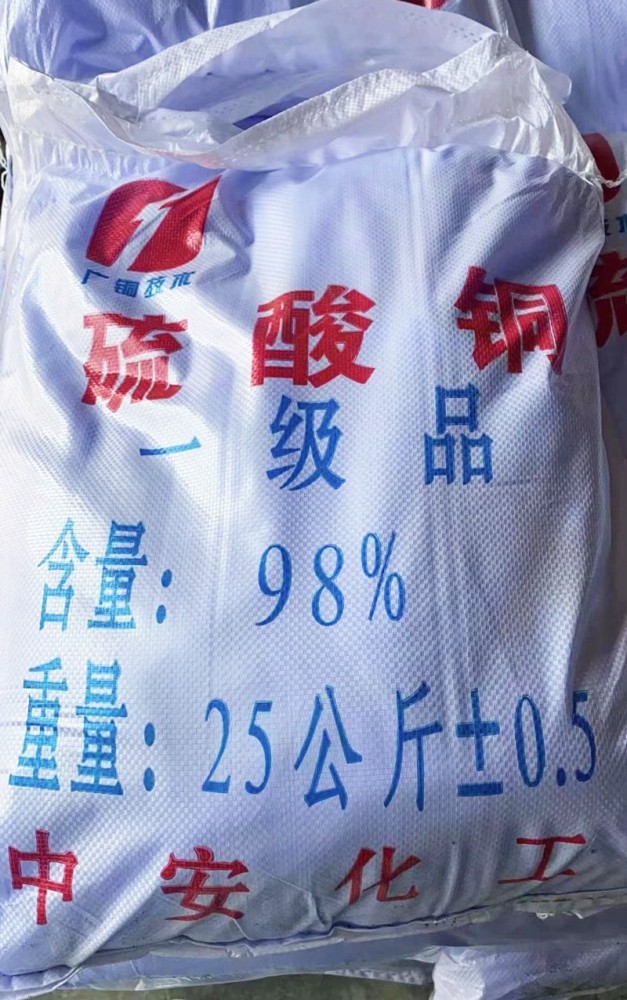 广铜技术
硫酸铜
一级品
含量：98%
重量：25公斤±0.5
中安化工